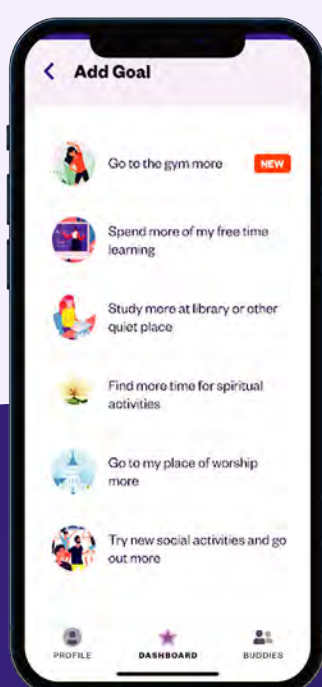 Add Goal
Go to the gym more
NEW
Spend more of my free time
learning
Study more at library or other
quiet place
Find more time for spiritual
activities
Go to my place of worship
more
Try new social activities and go
out more
PROFILE
DASHBOARD
BUDDIES